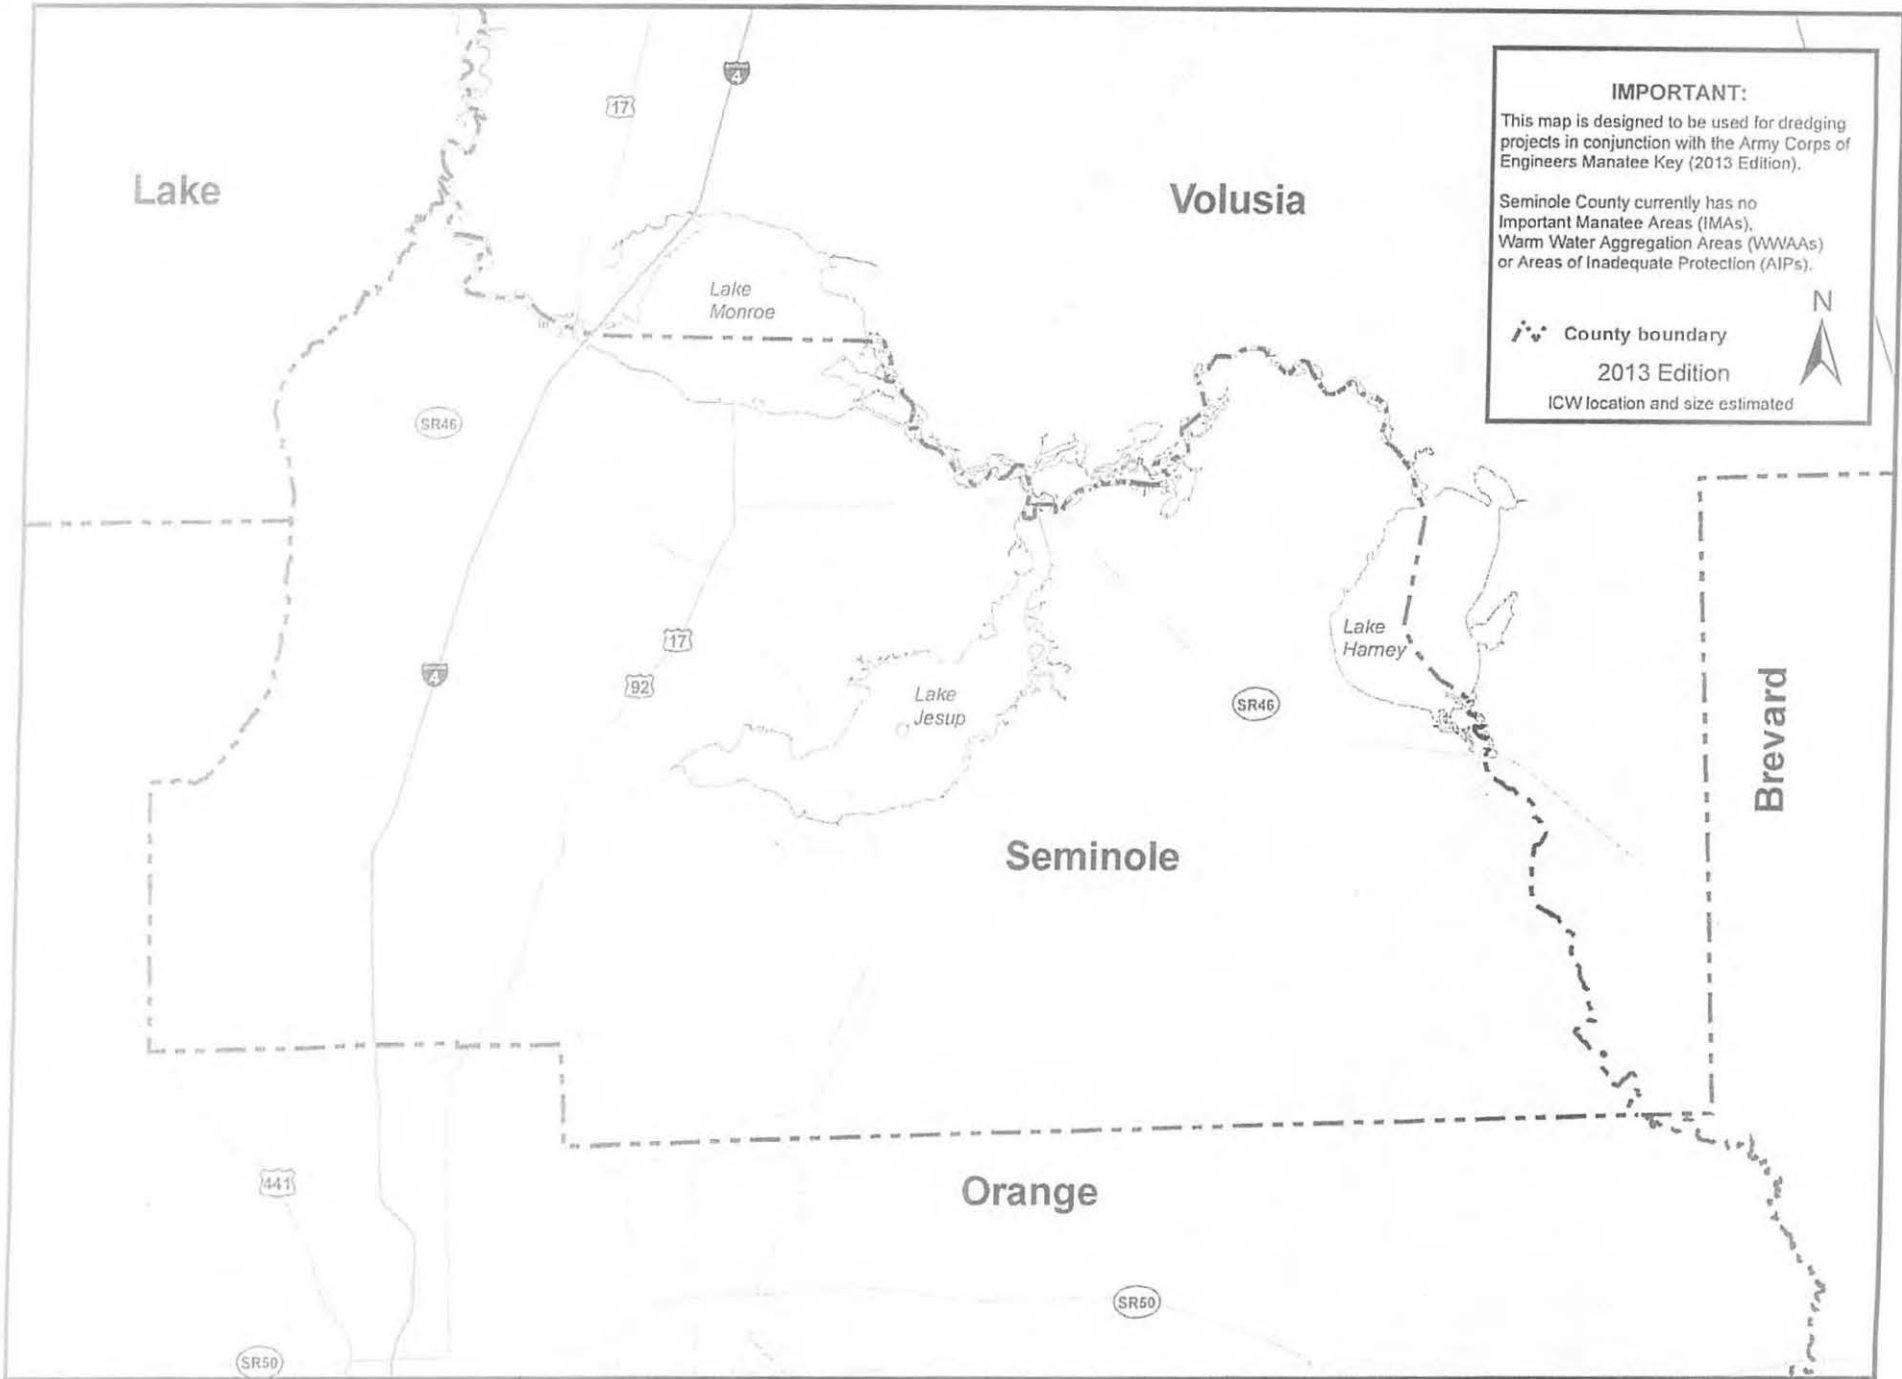 IMPORTANT:
This map is designed to be used for dredging
projects in conjunction with the Army Corps of
Engineers Manatee Key (2013 Edition).
Seminole County currently has no
Important Manatee Areas (IMAs),
Warm Water Aggregation Areas (WWAAs)
or Areas of Inadequate Protection (AIPs).
N
County boundary
2013 Edition
ICW location and size estimated
4
17
Lake
Volusia
Lake
Monroe
SR46
17
4
92
Lake
Jesup
Lake
Harney
SR46
Brevard
Seminole
441
Orange
SR50
SR50